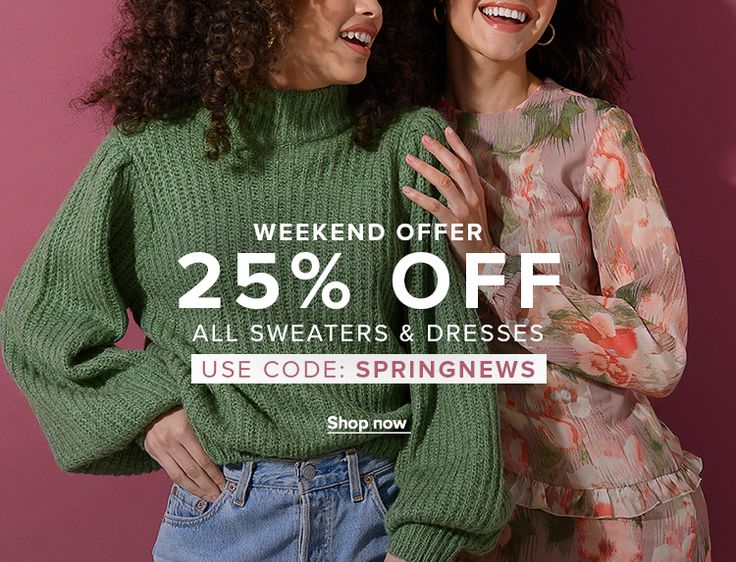 WEEKEND OFFER
25% OFF
ALL SWEATERS & DRESSES
USE CODE: SPRINGNEWS
Shop now